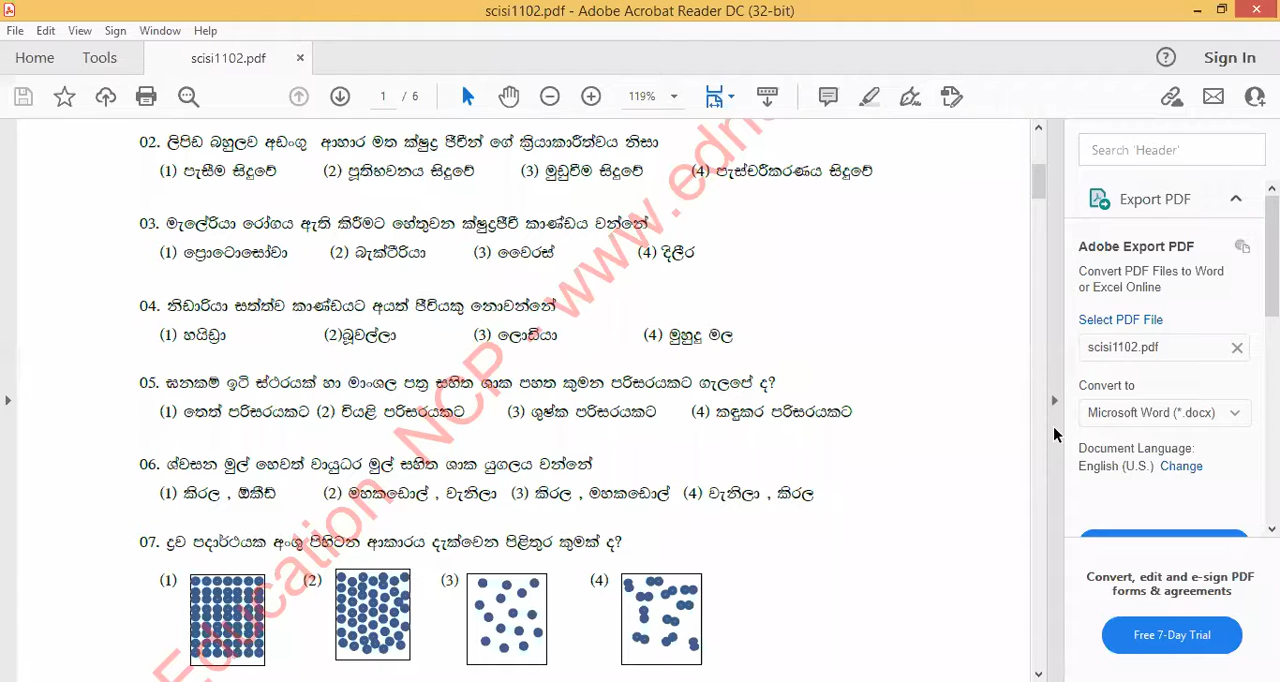 scisi1102.pdf - Adobe Acrobat Reader DC (32-bit)
File Edit View Sign Window Help
Home Tools scisi1102.pdf × Sign In
1 / 6 119%
02. ලිපිඩ බහුලව අඩංගු ආහාර මත ක්ෂුද්‍ර ජීවීන් ගේ ක්‍රියාකාරීත්වය නිසා
(1) පැසීම සිදුවේ (2) පූතිභවනය සිදුවේ (3) මුඩුවීම සිදුවේ (4) පැස්චරීකරණය සිදුවේ
03. මැලේරියා රෝගය ඇති කිරීමට හේතුවන ක්ෂුද්‍රජීවී කාණ්ඩය වන්නේ
(1) ප්‍රොටොසෝවා (2) බැක්ටීරියා (3) වෛරස් (4) දිලීර
04. නිඩාරියා සත්ත්ව කාණ්ඩයට අයත් ජීවියකු නොවන්නේ
(1) හයිඩ්‍රා (2)බූවල්ලා (3) ලොඩියා (4) මුහුදු මල
05. ඝනකම් ඉටි ස්ථරයක් හා මාංශල පත්‍ර සහිත ශාක පහත කුමන පරිසරයකට ගැලපේ ද?
(1) තෙත් පරිසරයකට (2) වියළි පරිසරයකට (3) ශුෂ්ක පරිසරයකට (4) කඳුකර පරිසරයකට
06. ශ්වසන මුල් හෙවත් වායුධර මුල් සහිත ශාක යුගලය වන්නේ
(1) කිරල , ඕකිඩ් (2) මහකඩොල් , වැනිලා (3) කිරල , මහකඩොල් (4) වැනිලා , කිරල
07. ද්‍රව පදාර්ථයක අංශු පිහිටන ආකාරය දැක්වෙන පිළිතුර කුමක් ද?
(1) (2) (3) (4)
Education NCP - www.edn
Search 'Header'
Export PDF
Adobe Export PDF
Convert PDF Files to Word
or Excel Online
Select PDF File
scisi1102.pdf
Convert to
Microsoft Word (*.docx)
Document Language:
English (U.S.) Change
Convert, edit and e-sign PDF
forms & agreements
Free 7-Day Trial